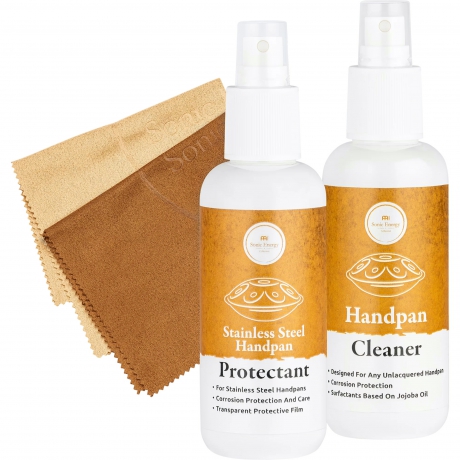 Sonic Energy
Stainless Steel
Handpan
Protectant
• For Stainless Steel Handpans
• Corrosion Protection And Care
• Transparent Protective Film
Sonic Energy
Handpan
Cleaner
• Designed For Any Unlacquered Handpan
• Corrosion Protection
• Surfactants Based On Jojoba Oil